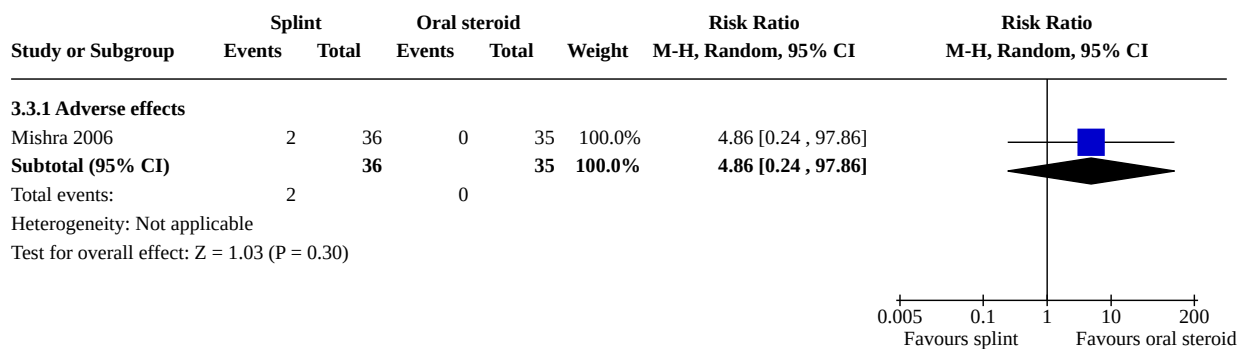 Splint Oral steroid Risk Ratio Risk Ratio
Study or Subgroup Events Total Events Total Weight M-H, Random, 95% CI M-H, Random, 95% CI
3.3.1 Adverse effects
Mishra 2006 2 36 0 35 100.0% 4.86 [0.24 , 97.86]
Subtotal (95% CI) 36 35 100.0% 4.86 [0.24 , 97.86]
Total events: 2 0
Heterogeneity: Not applicable
Test for overall effect: Z = 1.03 (P = 0.30)
0.005 0.1 1 10 200
Favours splint Favours oral steroid